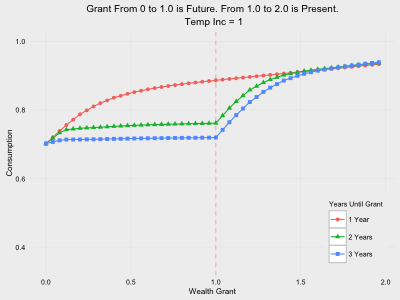 Grant From 0 to 1.0 is Future. From 1.0 to 2.0 is Present.
Temp Inc = 1
Consumption
1.0
0.8
0.6
0.4
0.0
0.5
1.0
1.5
2.0
Wealth Grant
Years Until Grant
1 Year
2 Years
3 Years